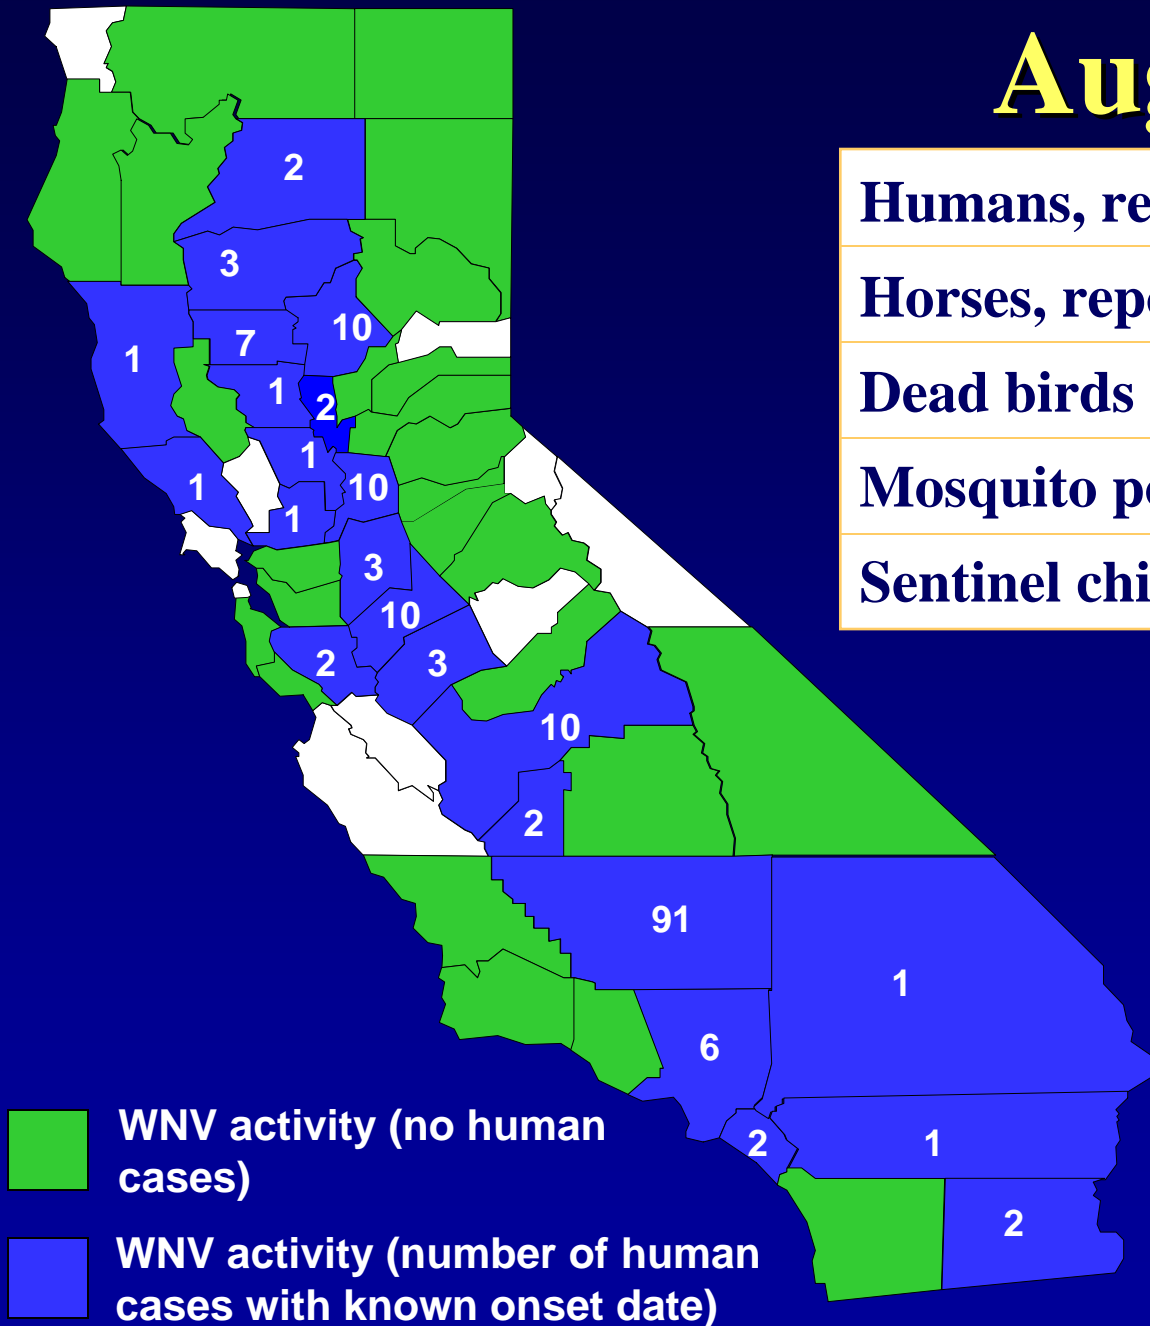 Aug
Humans, re
Horses, rep
Dead birds
Mosquito p
Sentinel chi
2
3
10
7
1
1
2
1
10
1
1
3
10
2
3
10
2
91
1
6
2
1
2
WNV activity (no human
cases)
WNV activity (number of human
cases with known onset date)